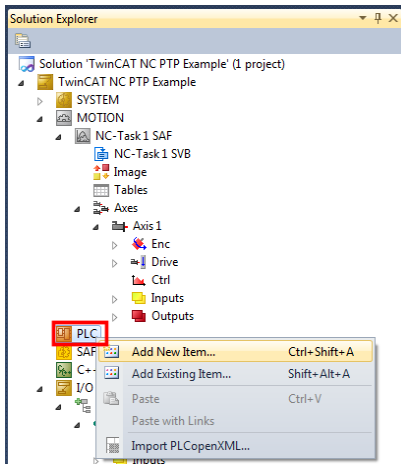 Solution Explorer
Solution 'TwinCAT NC PTP Example' (1 project)
TwinCAT NC PTP Example
SYSTEM
MOTION
NC-Task 1 SAF
NC-Task 1 SVB
Image
Tables
Axes
Axis 1
Enc
Drive
Ctrl
Inputs
Outputs
PLC
SAF
Add New Item... Ctrl+Shift+A
C++
Add Existing Item... Shift+Alt+A
I/O
Paste Ctrl+V
Paste with Links
Import PLCopenXML...
Inputs